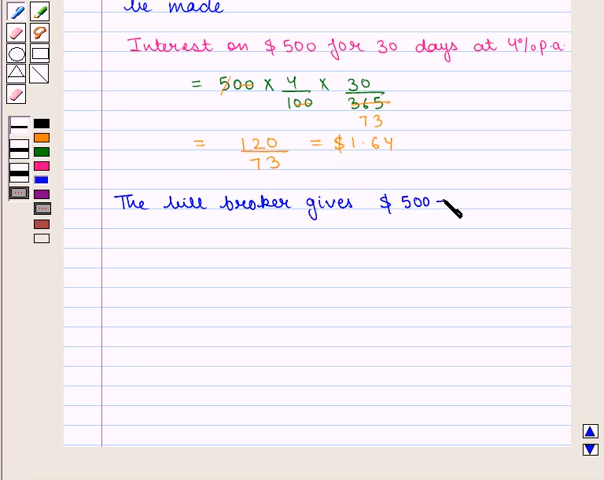 be made
Interest on $ 500 for 30 days at 4% p.a.
= 500 × 4/100 × 30/365
73
= 120/73 = $1.64
The bill broker gives $ 500 -